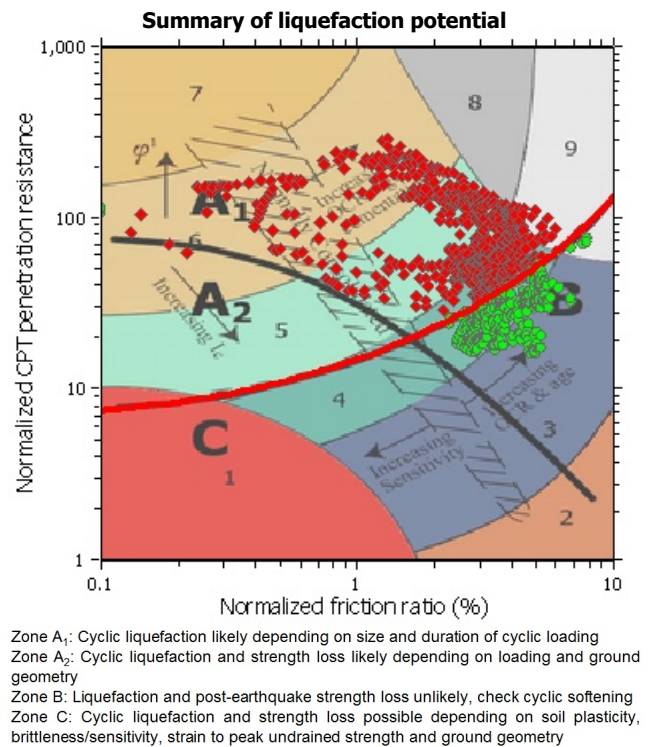 Summary of liquefaction potential
1,000
7
8
9
φ'
A1
100
6
A2
Increasing It
B
5
10
4
Increasing
OCR & age
3
Increasing
Sensitivity
C
1
2
1
0.1
1
10
Normalized CPT penetration resistance
Normalized friction ratio (%)
Zone A1: Cyclic liquefaction likely depending on size and duration of cyclic loading
Zone A2: Cyclic liquefaction and strength loss likely depending on loading and ground
geometry
Zone B: Liquefaction and post-earthquake strength loss unlikely, check cyclic softening
Zone C: Cyclic liquefaction and strength loss possible depending on soil plasticity,
brittleness/sensitivity, strain to peak undrained strength and ground geometry